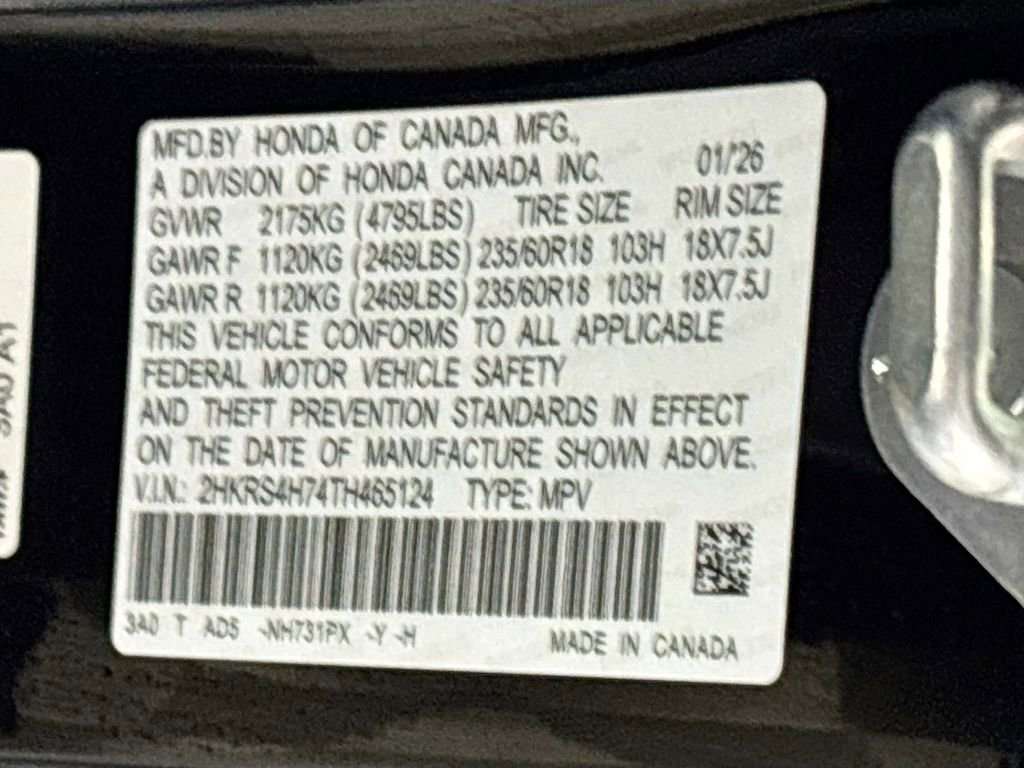 MFD.BY HONDA OF CANADA MFG.,
A DIVISION OF HONDA CANADA INC. 01/'26
GVWR 2175KG (4795LBS) TIRE SIZE RIM SIZE
GAWR F 1120KG (2469LBS) 235/60R18 103H 18X7.5J
GAWR R 1120KG (2469LBS) 235/60R18 103H 18X7.5J
THIS VEHICLE CONFORMS TO ALL APPLICABLE
FEDERAL MOTOR VEHICLE SAFETY
AND THEFT PREVENTION STANDARDS IN EFFECT
ON THE DATE OF MANUFACTURE SHOWN ABOVE.
V.I.N.: 2HKRS4H74TH465124 TYPE: MPV
3A0 T AD5 -NH731PX -Y -H MADE IN CANADA
3A0 A1